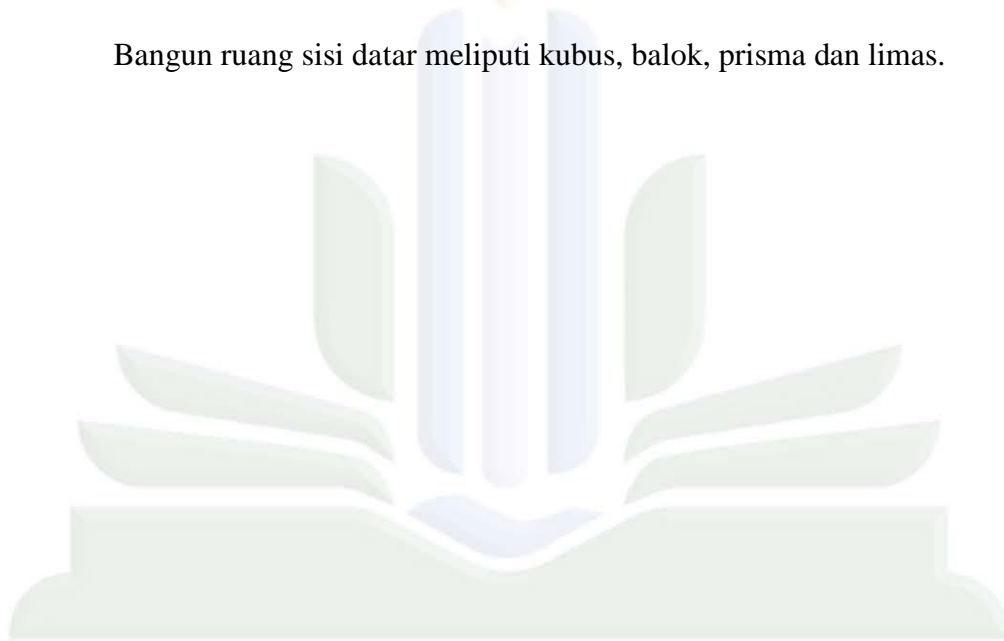 Bangun ruang sisi datar meliputi kubus, balok, prisma dan limas.